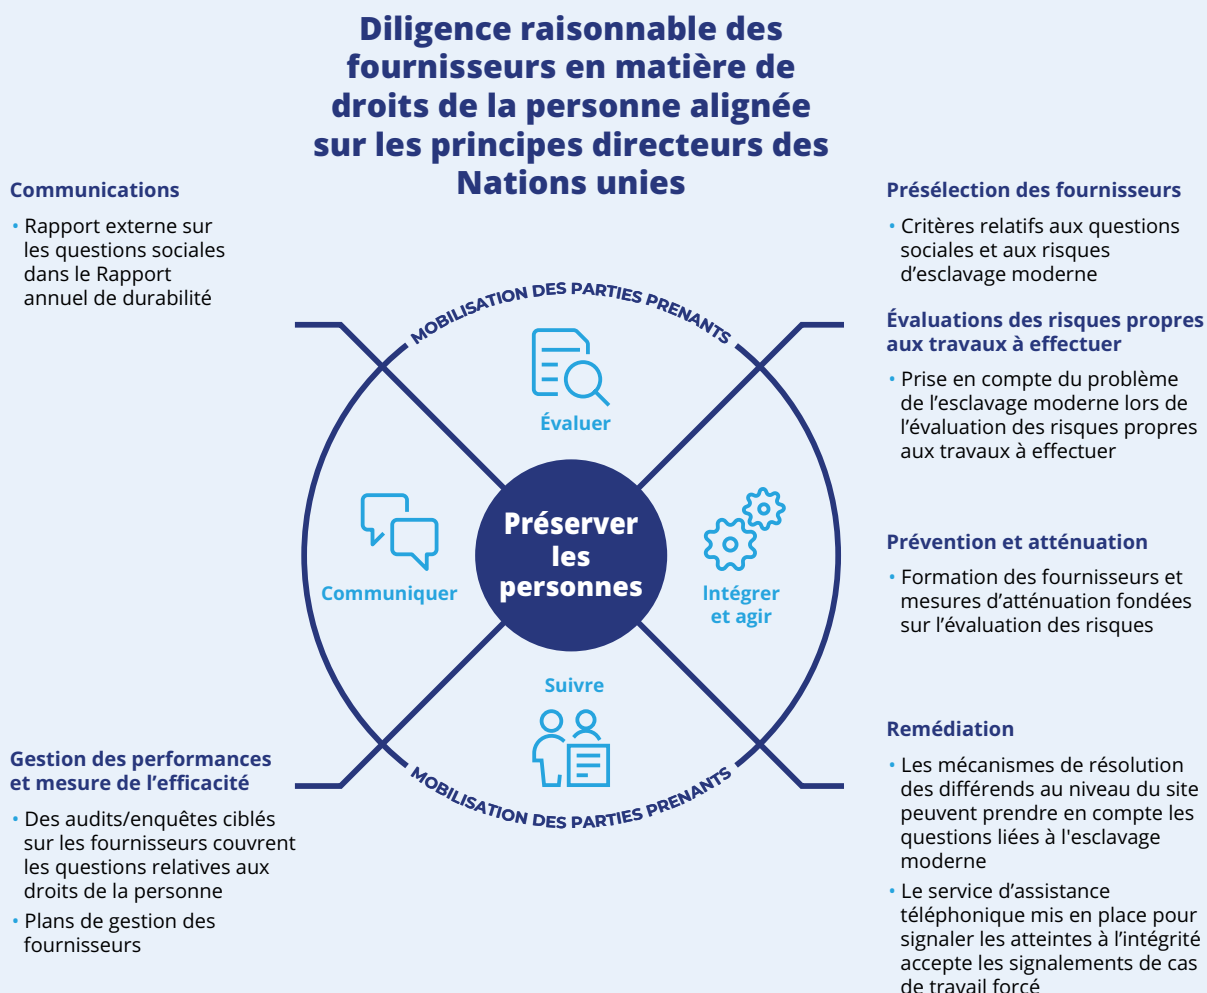 Diligence raisonnable des
fournisseurs en matière de
droits de la personne alignée
sur les principes directeurs des
Nations unies
Communications
• Rapport externe sur
les questions sociales
dans le Rapport
annuel de durabilité
Présélection des fournisseurs
• Critères relatifs aux questions
sociales et aux risques
d’esclavage moderne
Évaluations des risques propres
aux travaux à effectuer
• Prise en compte du problème
de l’esclavage moderne lors de
l’évaluation des risques propres
aux travaux à effectuer
MOBILISATION DES PARTIES PRENANTS
Évaluer
Préserver
les
personnes
Communiquer
Intégrer
et agir
Suivre
MOBILISATION DES PARTIES PRENANTS
Prévention et atténuation
• Formation des fournisseurs et
mesures d’atténuation fondées
sur l’évaluation des risques
Gestion des performances
et mesure de l’efficacité
• Des audits/enquêtes ciblés
sur les fournisseurs couvrent
les questions relatives aux
droits de la personne
• Plans de gestion des
fournisseurs
Remédiation
• Les mécanismes de résolution
des différends au niveau du site
peuvent prendre en compte les
questions liées à l'esclavage
moderne
• Le service d’assistance
téléphonique mis en place pour
signaler les atteintes à l’intégrité
accepte les signalements de cas
de travail forcé